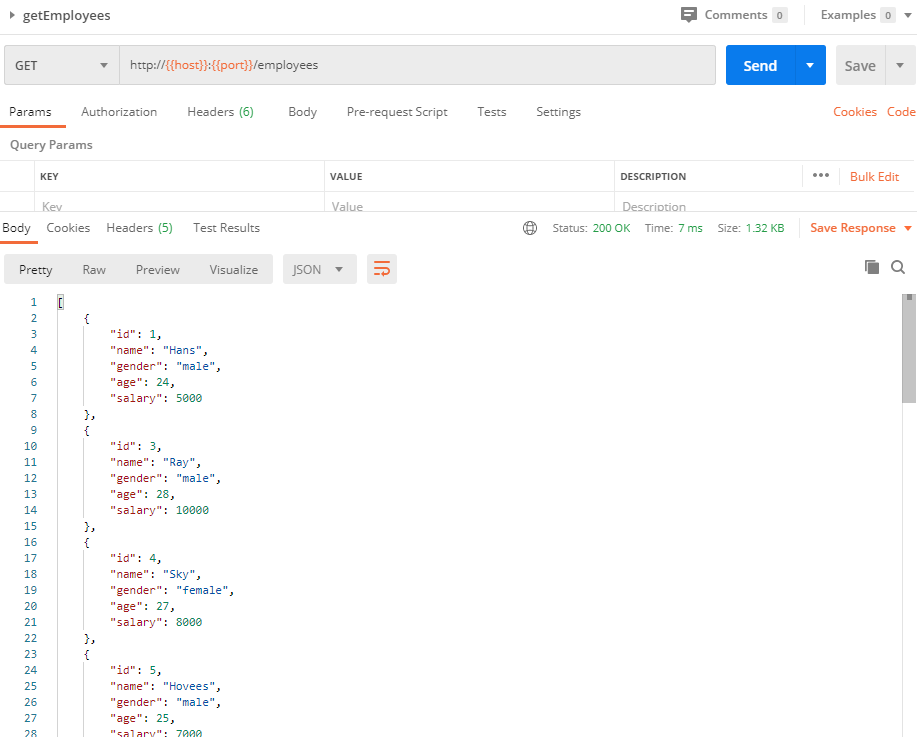 getEmployees Comments 0 Examples 0
GET http://{{host}}:{{port}}/employees Send Save
Params Authorization Headers (6) Body Pre-request Script Tests Settings Cookies Code
Query Params
KEY VALUE DESCRIPTION ••• Bulk Edit
Key Value Description
Body Cookies Headers (5) Test Results Status: 200 OK Time: 7 ms Size: 1.32 KB Save Response
Pretty Raw Preview Visualize JSON
1 [
2 {
3 "id": 1,
4 "name": "Hans",
5 "gender": "male",
6 "age": 24,
7 "salary": 5000
8 },
9 {
10 "id": 3,
11 "name": "Ray",
12 "gender": "male",
13 "age": 28,
14 "salary": 10000
15 },
16 {
17 "id": 4,
18 "name": "Sky",
19 "gender": "female",
20 "age": 27,
21 "salary": 8000
22 },
23 {
24 "id": 5,
25 "name": "Hovees",
26 "gender": "male",
27 "age": 25,
28 "salary": 7000